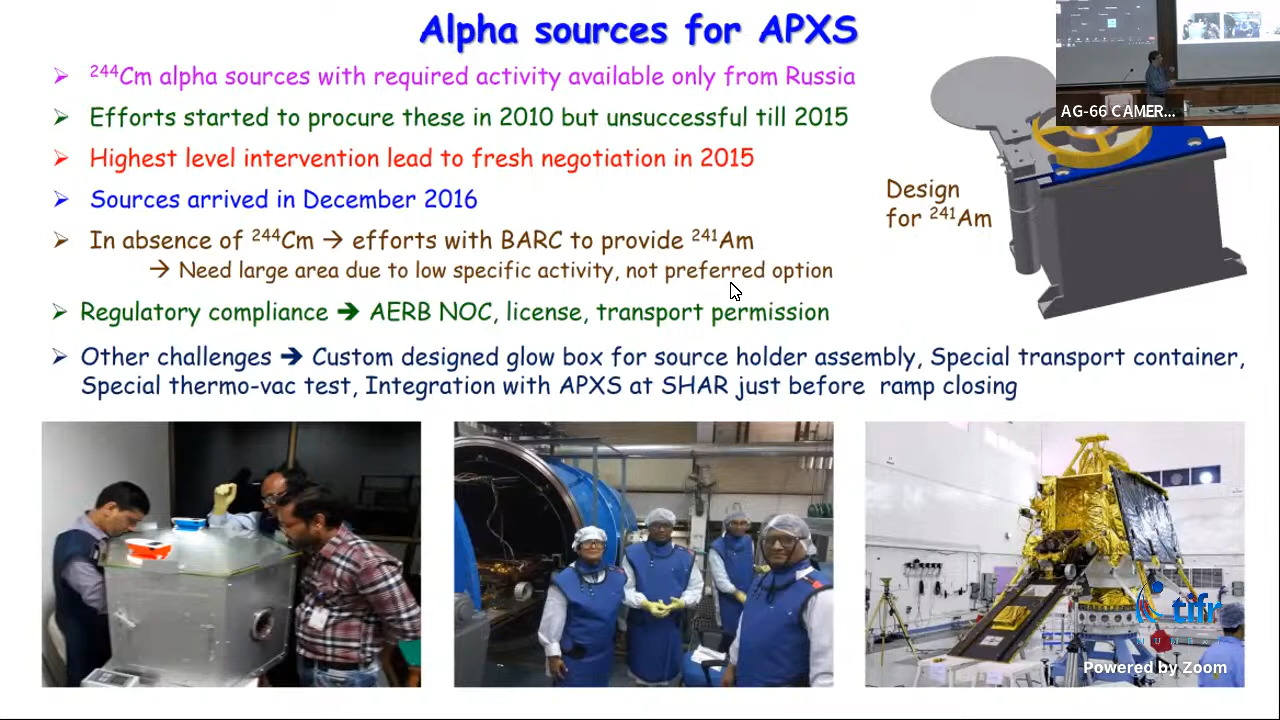 Alpha sources for APXS
➢ ²⁴⁴Cm alpha sources with required activity available only from Russia
➢ Efforts started to procure these in 2010 but unsuccessful till 2015
➢ Highest level intervention lead to fresh negotiation in 2015
➢ Sources arrived in December 2016
➢ In absence of ²⁴⁴Cm → efforts with BARC to provide ²⁴¹Am
→ Need large area due to low specific activity, not preferred option
➢ Regulatory compliance → AERB NOC, license, transport permission
➢ Other challenges → Custom designed glow box for source holder assembly, Special transport container,
Special thermo-vac test, Integration with APXS at SHAR just before ramp closing
Design
for ²⁴¹Am
AG-66 CAMER...
tifr
Powered by Zoom